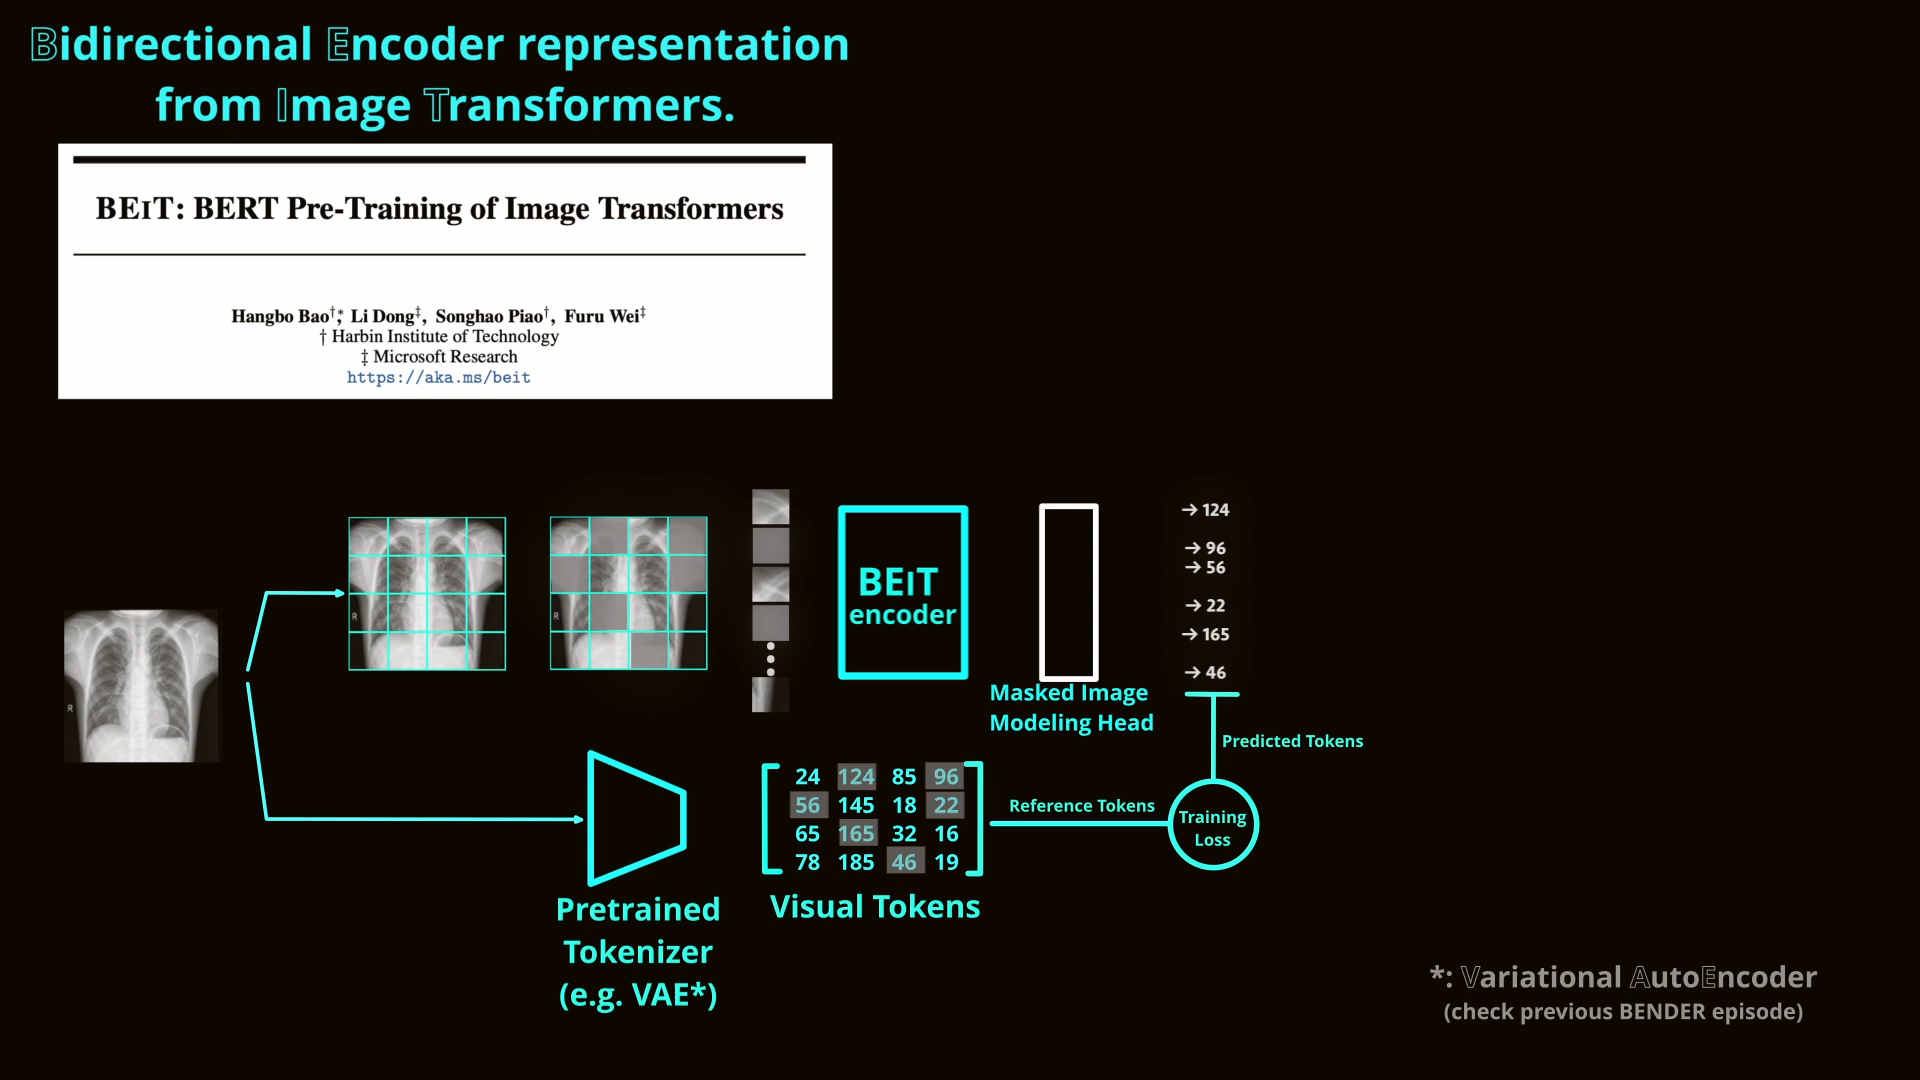 Bidirectional Encoder representation
from Image Transformers.
BEIT: BERT Pre-Training of Image Transformers
Hangbo Bao†,* Li Dong‡, Songhao Piao†, Furu Wei‡
† Harbin Institute of Technology
‡ Microsoft Research
https://aka.ms/beit
R
R
R
BEIT
encoder
→ 124
→ 96
→ 56
→ 22
→ 165
→ 46
Masked Image
Modeling Head
Predicted Tokens
24 124 85 96
56 145 18 22
65 165 32 16
78 185 46 19
Reference Tokens
Training
Loss
Visual Tokens
Pretrained
Tokenizer
(e.g. VAE*)
*: Variational AutoEncoder
(check previous BENDER episode)